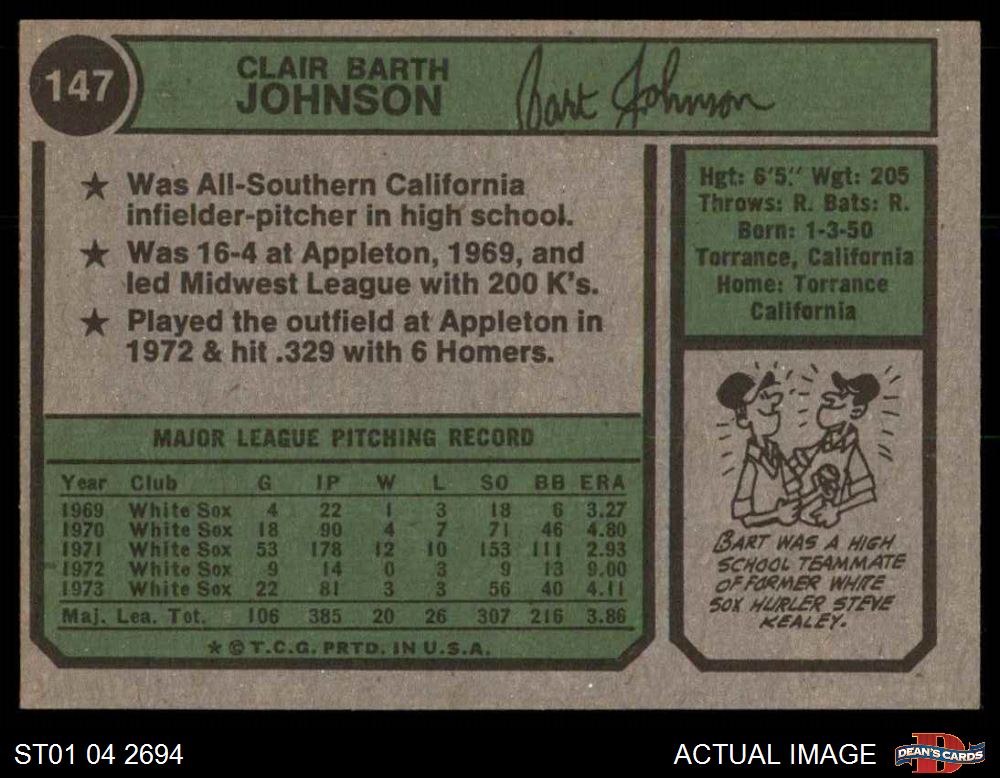 147
CLAIR BARTH
JOHNSON
Bart Johnson
★ Was All-Southern California
infielder-pitcher in high school.
★ Was 16-4 at Appleton, 1969, and
led Midwest League with 200 K's.
★ Played the outfield at Appleton in
1972 & hit .329 with 6 Homers.
Hgt: 6'5." Wgt: 205
Throws: R. Bats: R.
Born: 1-3-50
Torrance, California
Home: Torrance
California
MAJOR LEAGUE PITCHING RECORD
Year Club G IP W L SO BB ERA
1969 White Sox 4 22 1 3 18 6 3.27
1970 White Sox 18 90 4 7 71 46 4.80
1971 White Sox 53 178 12 10 153 111 2.93
1972 White Sox 9 14 0 3 9 13 9.00
1973 White Sox 22 81 3 3 56 40 4.11
Maj. Lea. Tot. 106 385 20 26 307 216 3.86
★ © T.C.G. PRTD. IN U.S.A.
BART WAS A HIGH
SCHOOL TEAMMATE
OF FORMER WHITE
SOX HURLER STEVE
KEALEY.
ST01 04 2694
ACTUAL IMAGE
D
DEAN'S CARDS